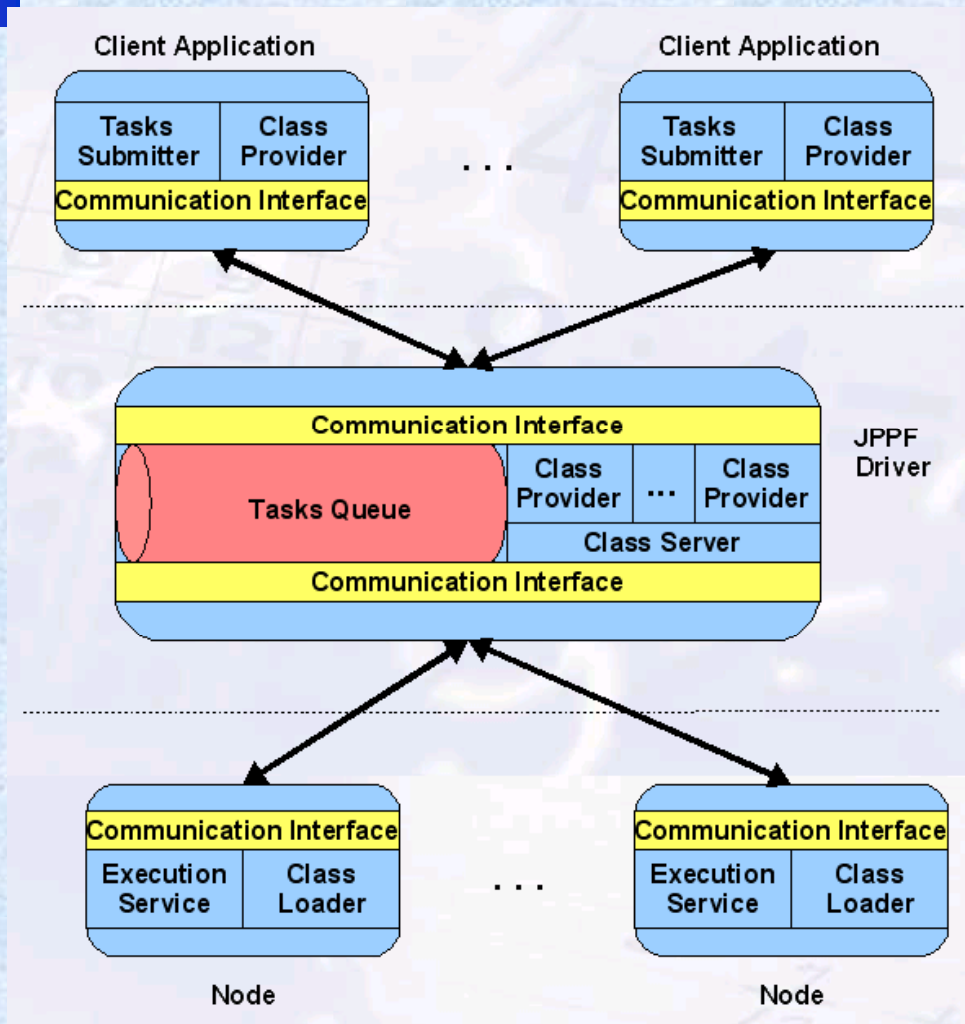 Client Application
Client Application
Tasks Submitter
Class Provider
Communication Interface
. . .
Tasks Submitter
Class Provider
Communication Interface
Communication Interface
JPPF Driver
Tasks Queue
Class Provider
...
Class Provider
Class Server
Communication Interface
Communication Interface
Execution Service
Class Loader
. . .
Communication Interface
Execution Service
Class Loader
Node
Node